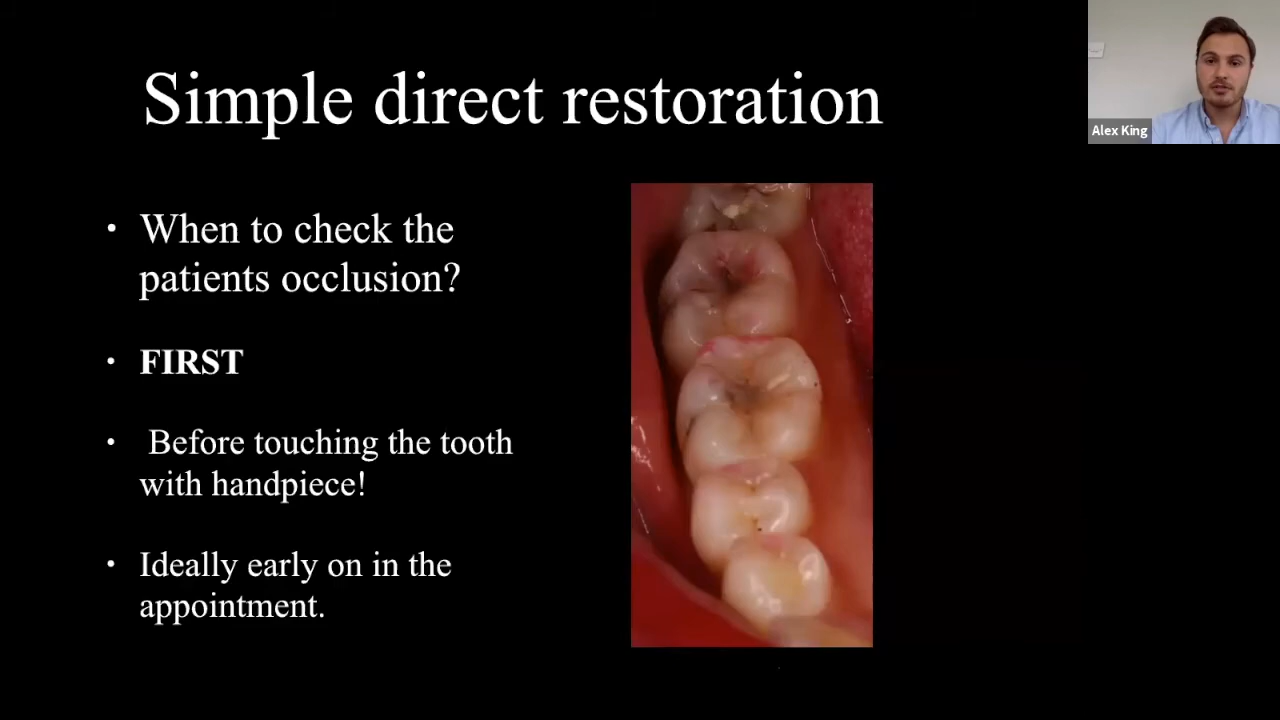 Simple direct restoration
• When to check the
patients occlusion?
• FIRST
• Before touching the tooth
with handpiece!
• Ideally early on in the
appointment.
Alex King